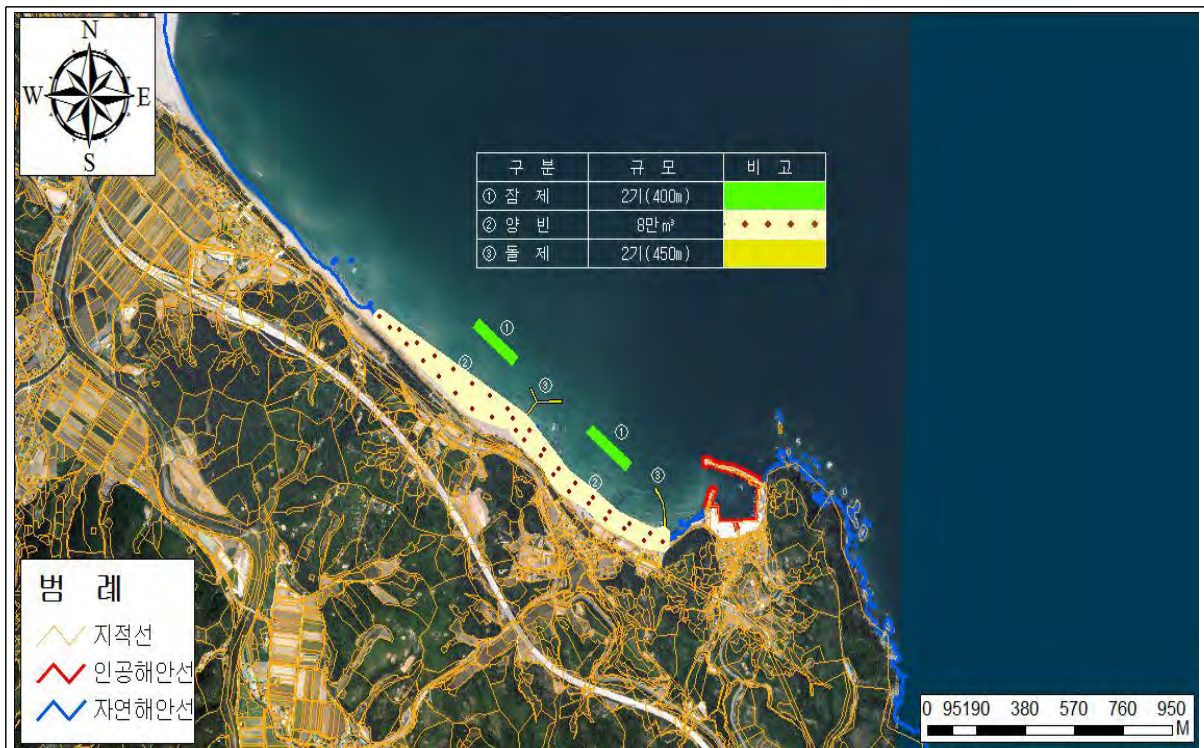 N
W E
S
구 분 규 모 비 고
① 잠 제 2기(400m)
② 양 빈 8만㎥
③ 돌 제 2기(450m)
①
②
③
①
②
③
범 례
지적선
인공해안선
자연해안선
0 95190 380 570 760 950
M